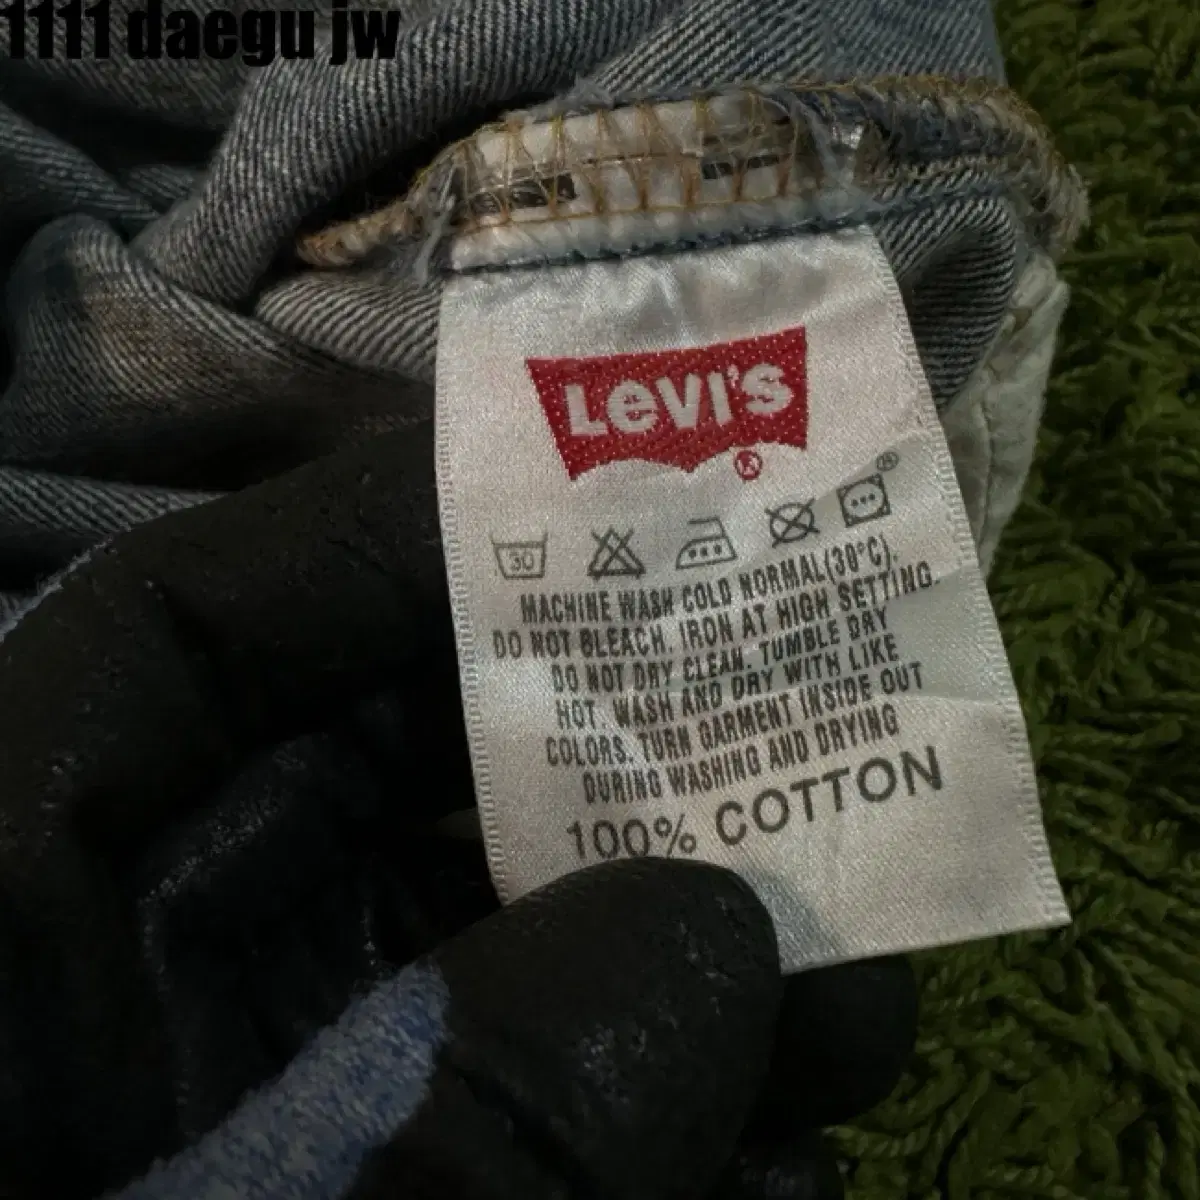 1111 daegu jw
LEVI'S
®
30
®
MACHINE WASH COLD NORMAL(30°C).
DO NOT BLEACH. IRON AT HIGH SETTING.
DO NOT DRY CLEAN. TUMBLE DRY
HOT. WASH AND DRY WITH LIKE
COLORS. TURN GARMENT INSIDE OUT
DURING WASHING AND DRYING
100% COTTON